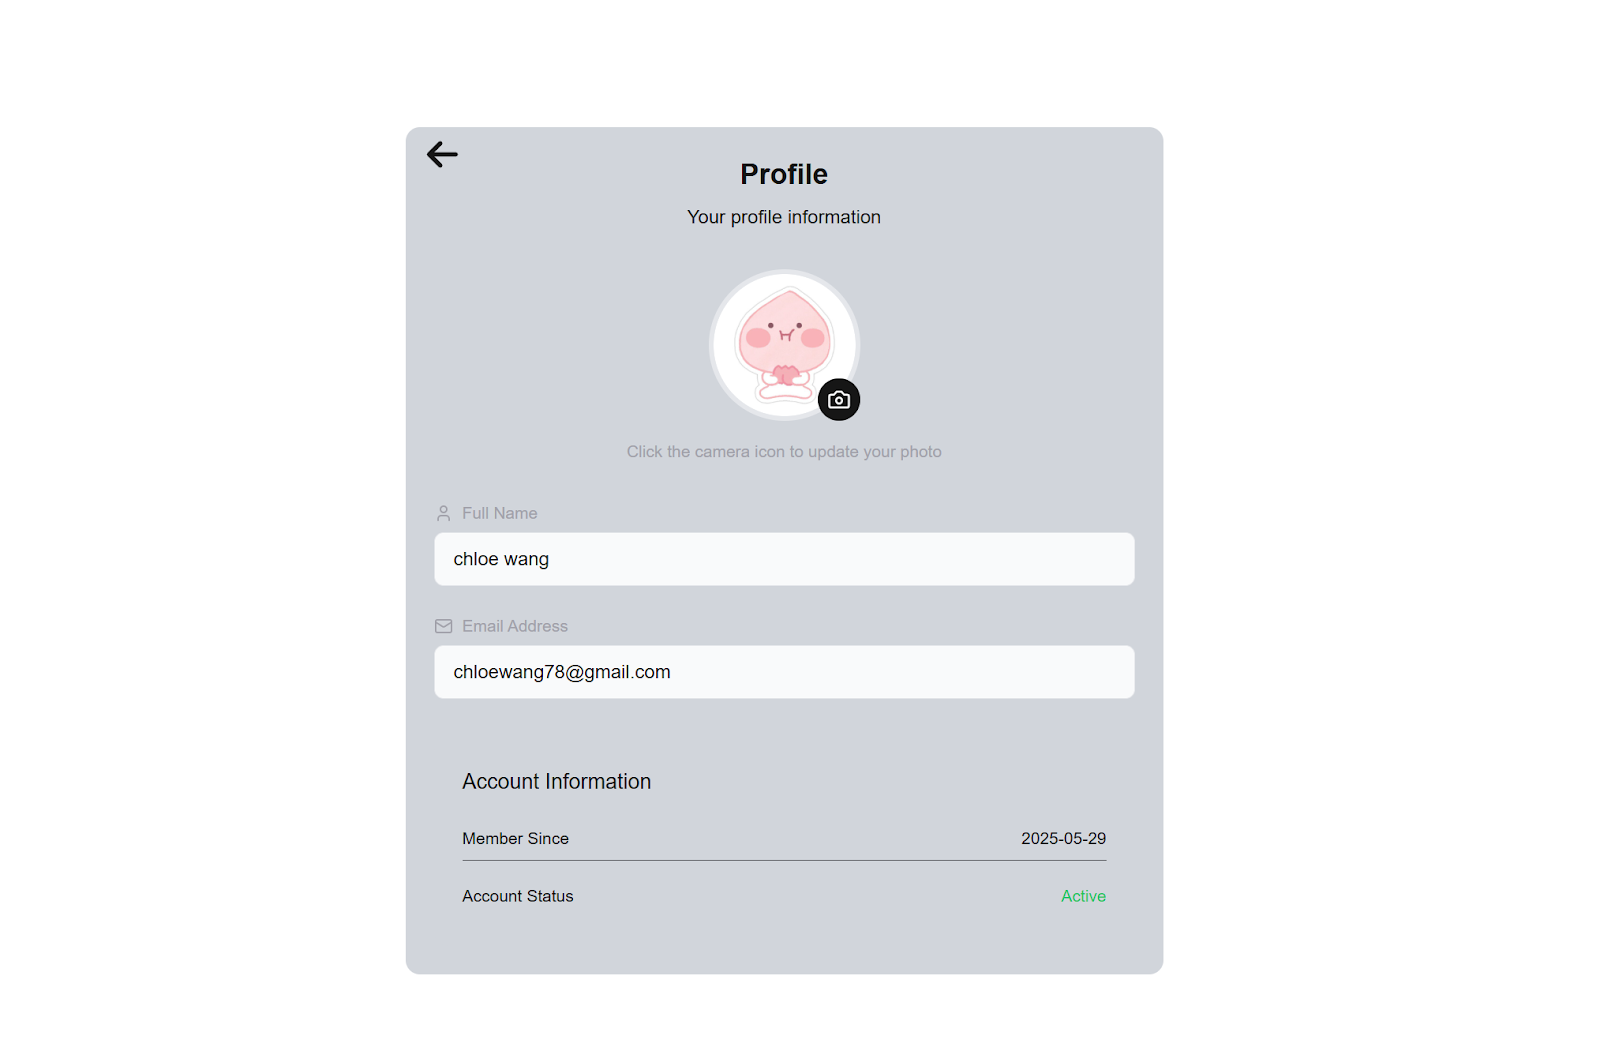 Profile
Your profile information
Click the camera icon to update your photo
Full Name
chloe wang
Email Address
chloewang78@gmail.com
Account Information
Member Since 2025-05-29
Account Status Active